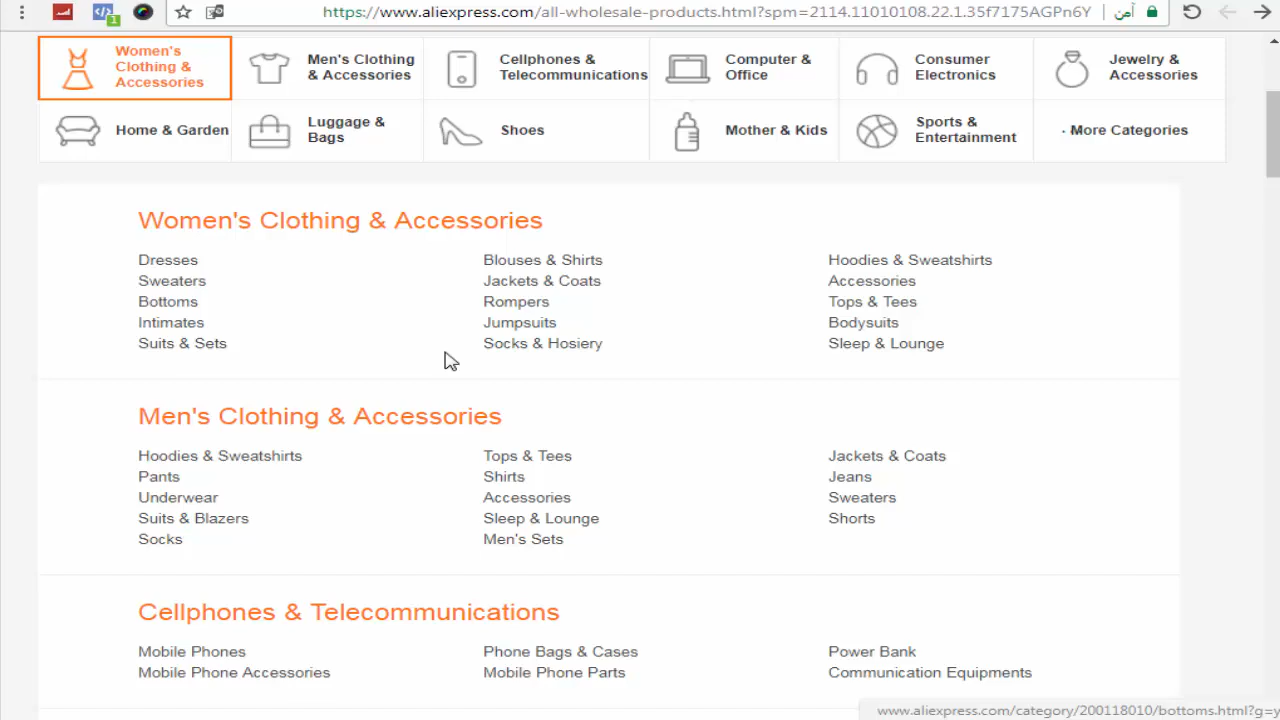 https://www.aliexpress.com/all-wholesale-products.html?spm=2114.11010108.22.1.35f7175AGPn6Y
آمن
1
Women's
Clothing &
Accessories
Men's Clothing
& Accessories
Cellphones &
Telecommunications
Computer &
Office
Consumer
Electronics
Jewelry &
Accessories
Home & Garden
Luggage &
Bags
Shoes
Mother & Kids
Sports &
Entertainment
· More Categories
Women's Clothing & Accessories
Dresses Blouses & Shirts Hoodies & Sweatshirts
Sweaters Jackets & Coats Accessories
Bottoms Rompers Tops & Tees
Intimates Jumpsuits Bodysuits
Suits & Sets Socks & Hosiery Sleep & Lounge
Men's Clothing & Accessories
Hoodies & Sweatshirts Tops & Tees Jackets & Coats
Pants Shirts Jeans
Underwear Accessories Sweaters
Suits & Blazers Sleep & Lounge Shorts
Socks Men's Sets
Cellphones & Telecommunications
Mobile Phones Phone Bags & Cases Power Bank
Mobile Phone Accessories Mobile Phone Parts Communication Equipments
www.aliexpress.com/category/200118010/bottoms.html?g=y